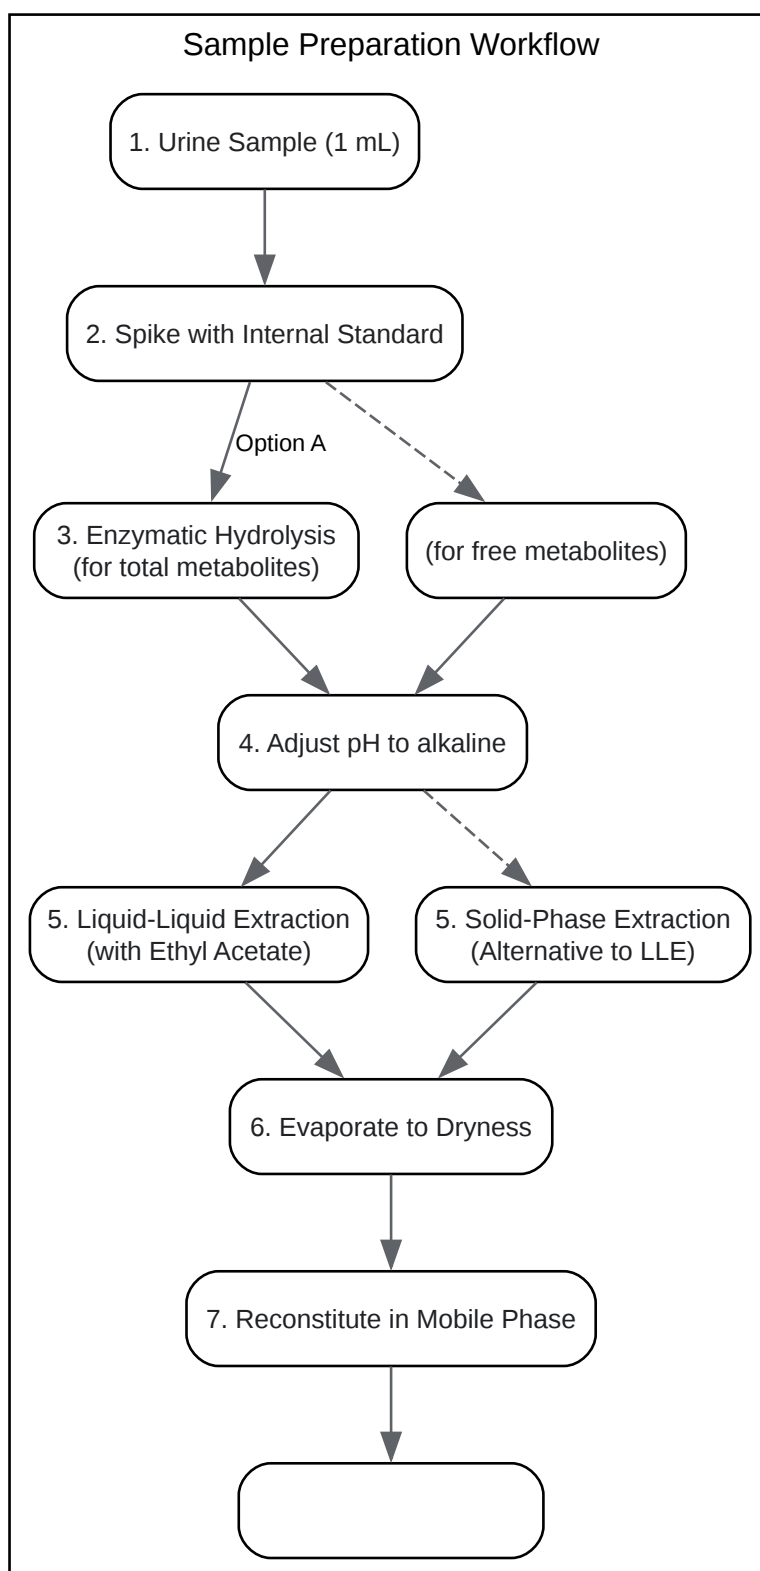 Sample Preparation Workflow
1. Urine Sample (1 mL)
2. Spike with Internal Standard
Option A
3. Enzymatic Hydrolysis
(for total metabolites)
(for free metabolites)
4. Adjust pH to alkaline
5. Liquid-Liquid Extraction
(with Ethyl Acetate)
5. Solid-Phase Extraction
(Alternative to LLE)
6. Evaporate to Dryness
7. Reconstitute in Mobile Phase